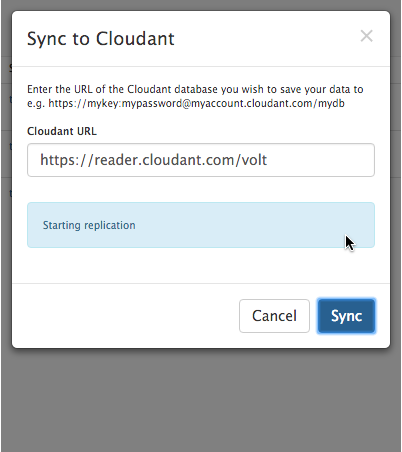 Sync to Cloudant
×
Enter the URL of the Cloudant database you wish to save your data to
e.g. https://mykey:mypassword@myaccount.cloudant.com/mydb
Cloudant URL
https://reader.cloudant.com/volt
Starting replication
Cancel Sync